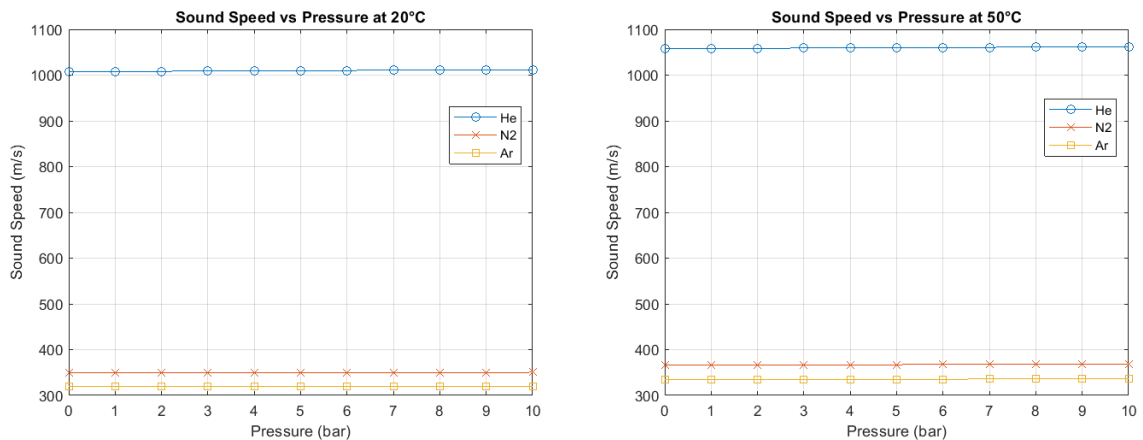 Sound Speed vs Pressure at 20°C
1100
1000
900
800
700
600
500
400
300
Sound Speed (m/s)
He
N2
Ar
0 1 2 3 4 5 6 7 8 9 10
Pressure (bar)
Sound Speed vs Pressure at 50°C
1100
1000
900
800
700
600
500
400
300
Sound Speed (m/s)
He
N2
Ar
0 1 2 3 4 5 6 7 8 9 10
Pressure (bar)